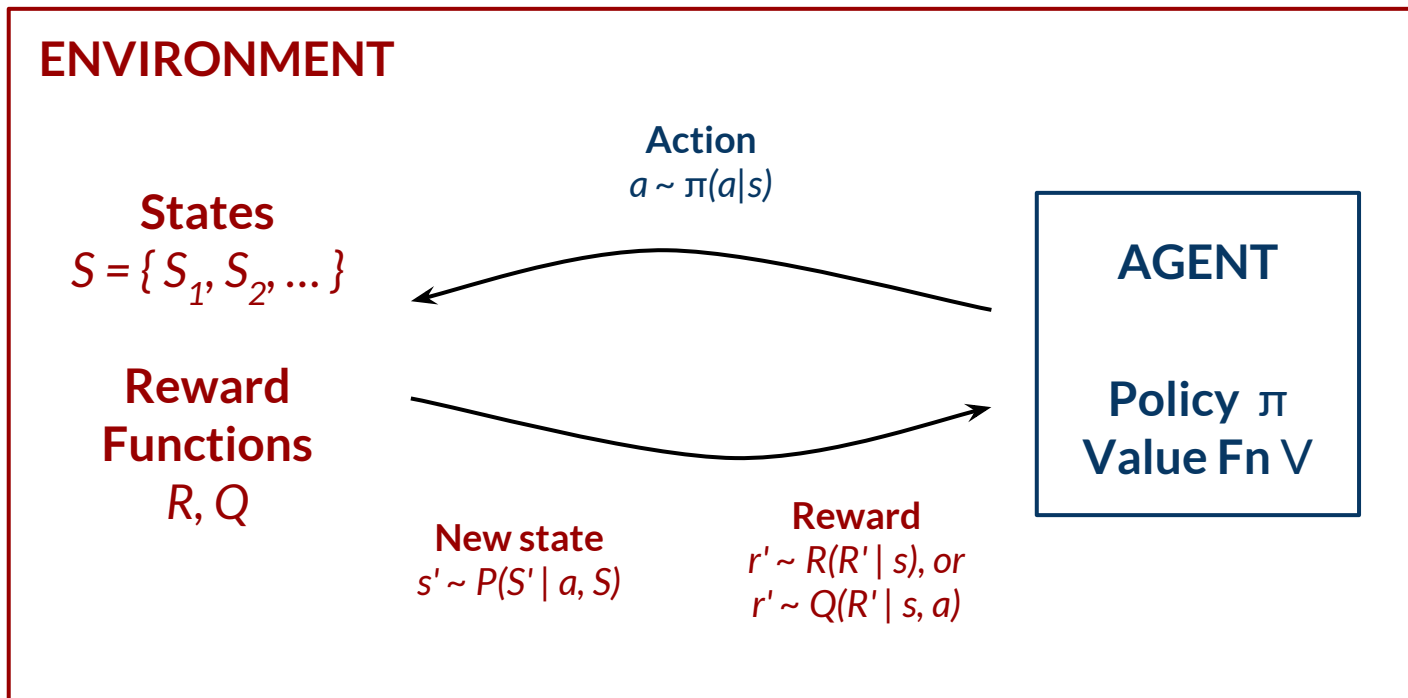 ENVIRONMENT
Action
a ~ π(a|s)
States
S = { S₁, S₂, ... }
Reward
Functions
R, Q
AGENT
Policy π
Value Fn V
New state
s' ~ P(S' | a, S)
Reward
r' ~ R(R' | s), or
r' ~ Q(R' | s, a)